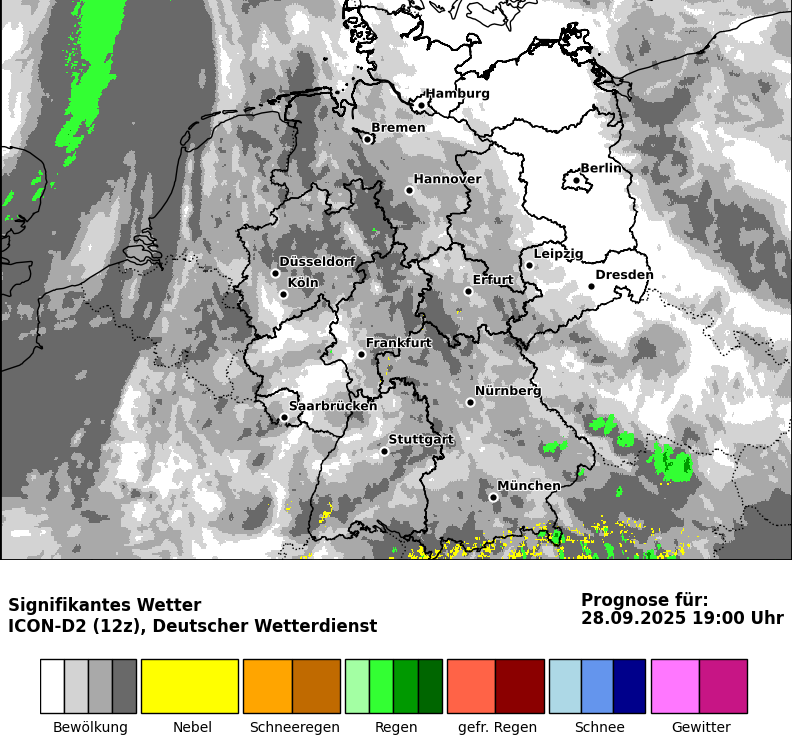 Hamburg
Bremen
Berlin
Hannover
Leipzig
Düsseldorf
Dresden
Köln
Erfurt
Frankfurt
Nürnberg
Saarbrücken
Stuttgart
München
Signifikantes Wetter
ICON-D2 (12z), Deutscher Wetterdienst
Prognose für:
28.09.2025 19:00 Uhr
Bewölkung Nebel Schneeregen Regen gefr. Regen Schnee Gewitter